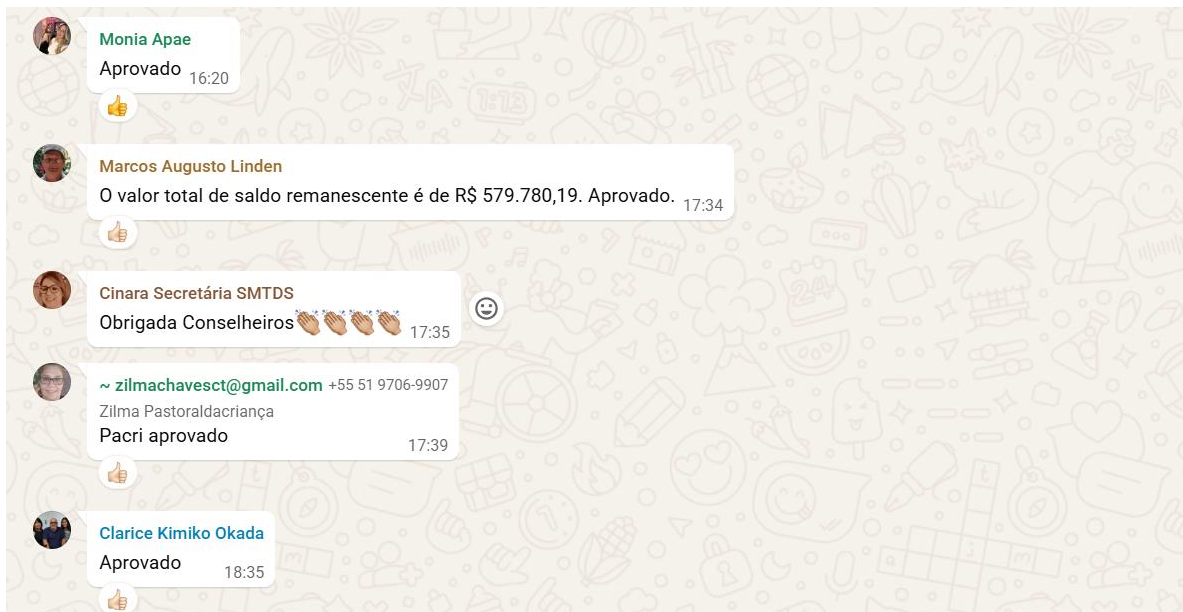 Monia Apae
Aprovado 16:20
Marcos Augusto Linden
O valor total de saldo remanescente é de R$ 579.780,19. Aprovado. 17:34
Cinara Secretária SMTDS
Obrigada Conselheiros👏🏼👏🏼👏🏼👏🏼 17:35
~ zilmachavesct@gmail.com +55 51 9706-9907
Zilma Pastoraldacriança
Pacri aprovado 17:39
Clarice Kimiko Okada
Aprovado 18:35